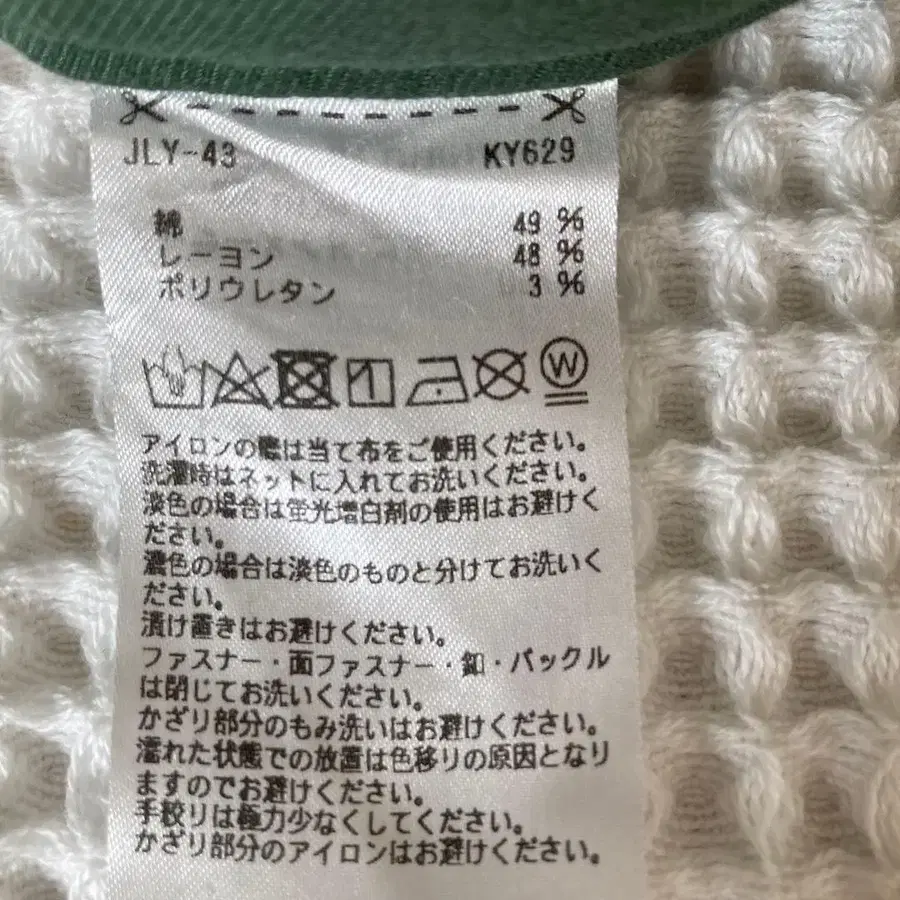 JLY-43 KY629
綿 49 %
レーヨン 48 %
ポリウレタン 3 %
W
アイロンの際は当て布をご使用ください。
洗濯時はネットに入れてお洗いください。
淡色の場合は蛍光増白剤の使用はお避けく
ださい。
濃色の場合は淡色のものと分けてお洗いく
ださい。
漬け置きはお避けください。
ファスナー・面ファスナー・釦・バックル
は閉じてお洗いください。
かざり部分のもみ洗いはお避けください。
濡れた状態での放置は色移りの原因となり
ますのでお避けください。
手絞りは極力少なくしてください。
かざり部分のアイロンはお避けください。